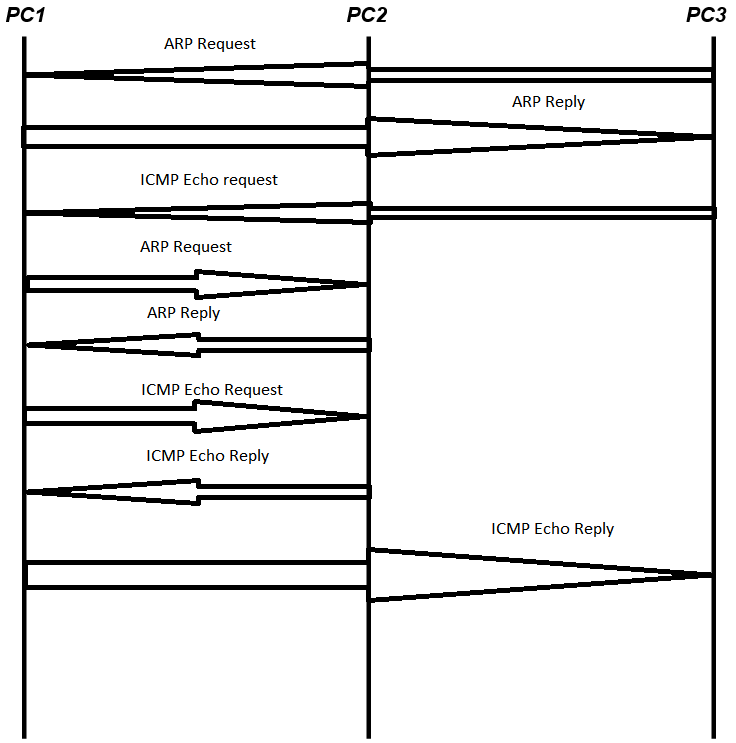 PC1 PC2 PC3
ARP Request
ARP Reply
ICMP Echo request
ARP Request
ARP Reply
ICMP Echo Request
ICMP Echo Reply
ICMP Echo Reply